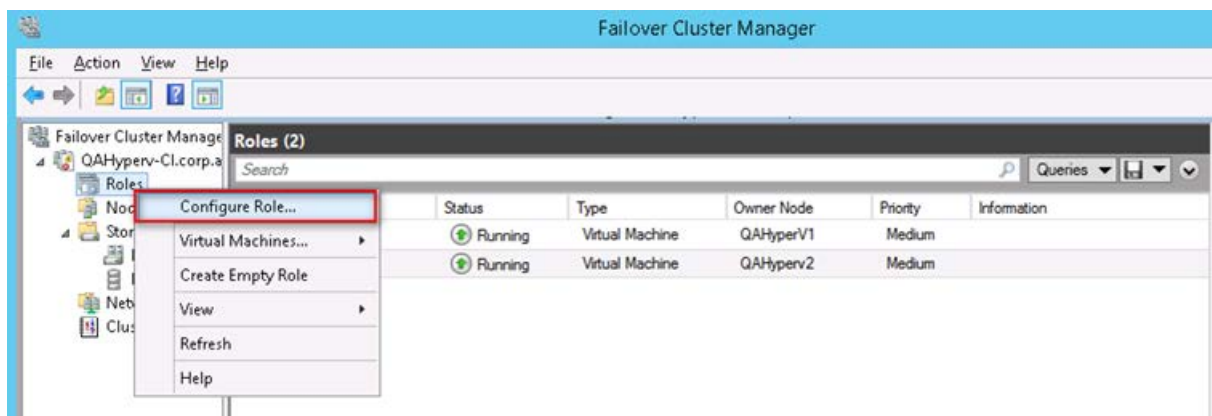 Failover Cluster Manager
File Action View Help
Failover Cluster Manage
Roles (2)
QAHyperv-Cl.corp.a
Search
Queries
Roles
Configure Role...
Status Type Owner Node Priority Information
Virtual Machines...
Running Virtual Machine QAHyperV1 Medium
Create Empty Role
Running Virtual Machine QAHyperv2 Medium
View
Refresh
Help